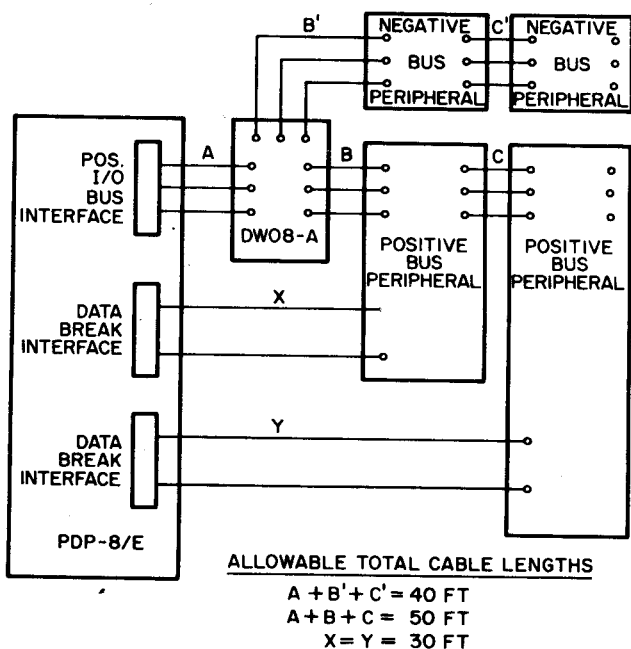 B'
NEGATIVE
BUS
PERIPHERAL
C'
NEGATIVE
BUS
PERIPHERAL
POS.
I/O
BUS
INTERFACE
A
DW08-A
B
POSITIVE
BUS
PERIPHERAL
C
POSITIVE
BUS
PERIPHERAL
DATA
BREAK
INTERFACE
X
DATA
BREAK
INTERFACE
Y
PDP-8/E
ALLOWABLE TOTAL CABLE LENGTHS
A + B' + C' = 40 FT
A + B + C = 50 FT
X = Y = 30 FT